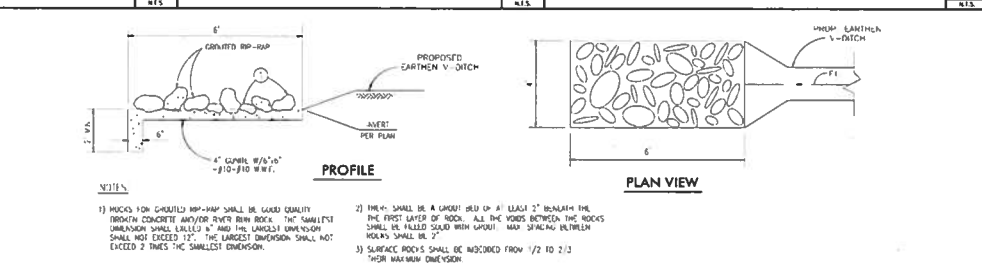 N.T.S.
N.T.S.
N.T.S.
6'
GROUTED RIP-RAP
PROPOSED
EARTHEN V-DITCH
INVERT
PER PLAN
6"
4" GUNITE W/6"x6"
-#10-#10 W.W.F.
PROFILE
PROP. EARTHEN
V-DITCH
6'
PLAN VIEW
NOTES:
1) ROCKS FOR GROUTED RIP-RAP SHALL BE GOOD QUALITY
BROKEN CONCRETE AND/OR RIVER RUN ROCK. THE SMALLEST
DIMENSION SHALL EXCEED 6" AND THE LARGEST DIMENSION
SHALL NOT EXCEED 12". THE LARGEST DIMENSION SHALL NOT
EXCEED 2 TIMES THE SMALLEST DIMENSION.
2) THERE SHALL BE A GROUT BED OF AT LEAST 2" BENEATH THE
THE FIRST LAYER OF ROCK. ALL THE VOIDS BETWEEN THE ROCKS
SHALL BE FILLED SOLID WITH GROUT. MAX SPACING BETWEEN
ROCKS SHALL BE 2"
3) SURFACE ROCKS SHALL BE IMBEDDED FROM 1/2 TO 2/3
THEIR MAXIMUM DIMENSION.